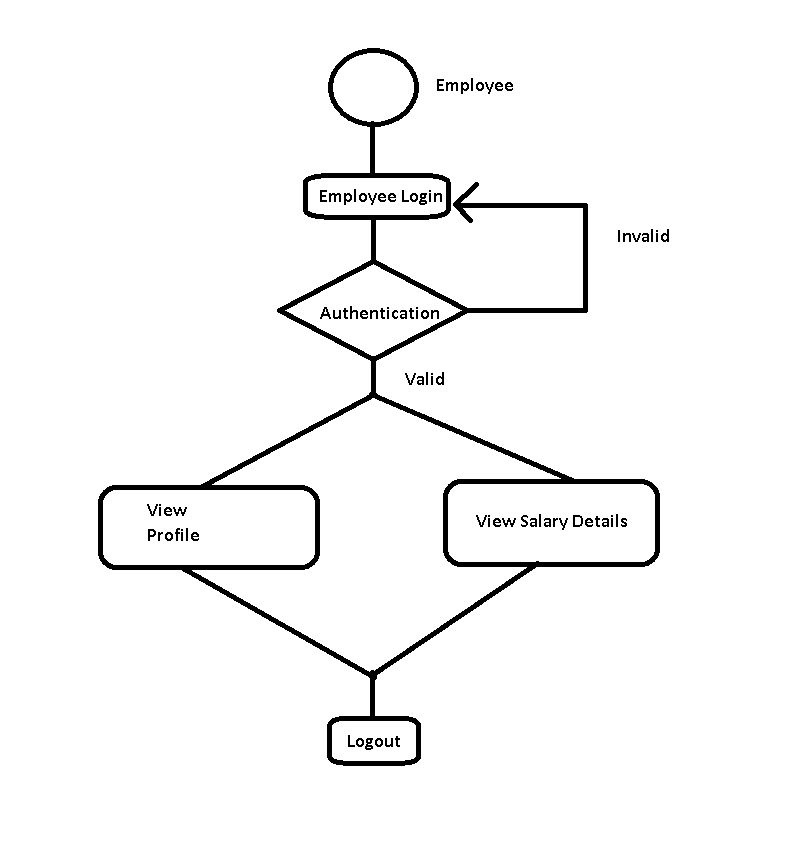 Employee
Employee Login
Invalid
Authentication
Valid
View
Profile
View Salary Details
Logout